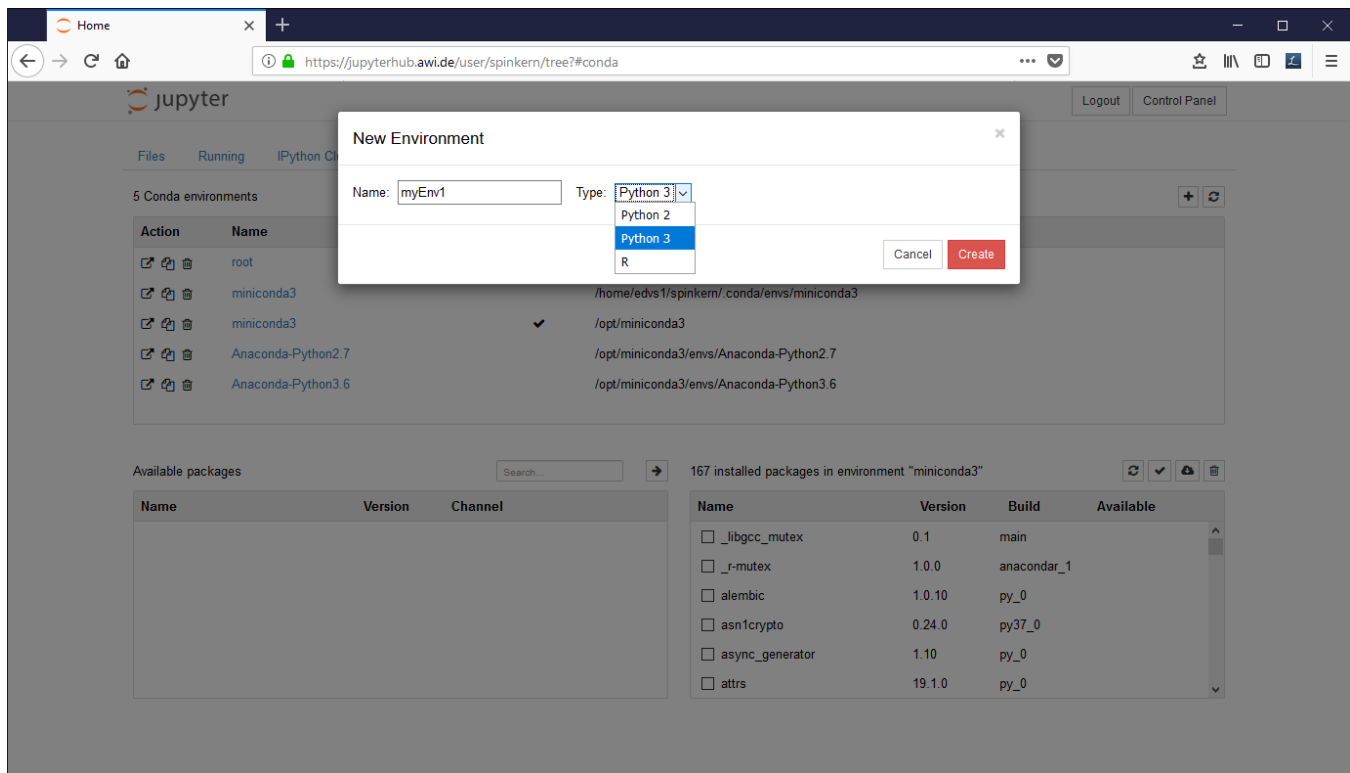 Home
https://jupyterhub.awi.de/user/spinkern/tree?#conda
jupyter
Logout Control Panel
New Environment
Files Running IPython Cl
Name: myEnv1 Type: Python 3
Python 2
Python 3
R
Cancel Create
5 Conda environments
Action Name
root
miniconda3 /home/edvs1/spinkern/.conda/envs/miniconda3
miniconda3 /opt/miniconda3
Anaconda-Python2.7 /opt/miniconda3/envs/Anaconda-Python2.7
Anaconda-Python3.6 /opt/miniconda3/envs/Anaconda-Python3.6
Available packages Search...
Name Version Channel
167 installed packages in environment "miniconda3"
Name Version Build Available
_libgcc_mutex 0.1 main
_r-mutex 1.0.0 anacondar_1
alembic 1.0.10 py_0
asn1crypto 0.24.0 py37_0
async_generator 1.10 py_0
attrs 19.1.0 py_0